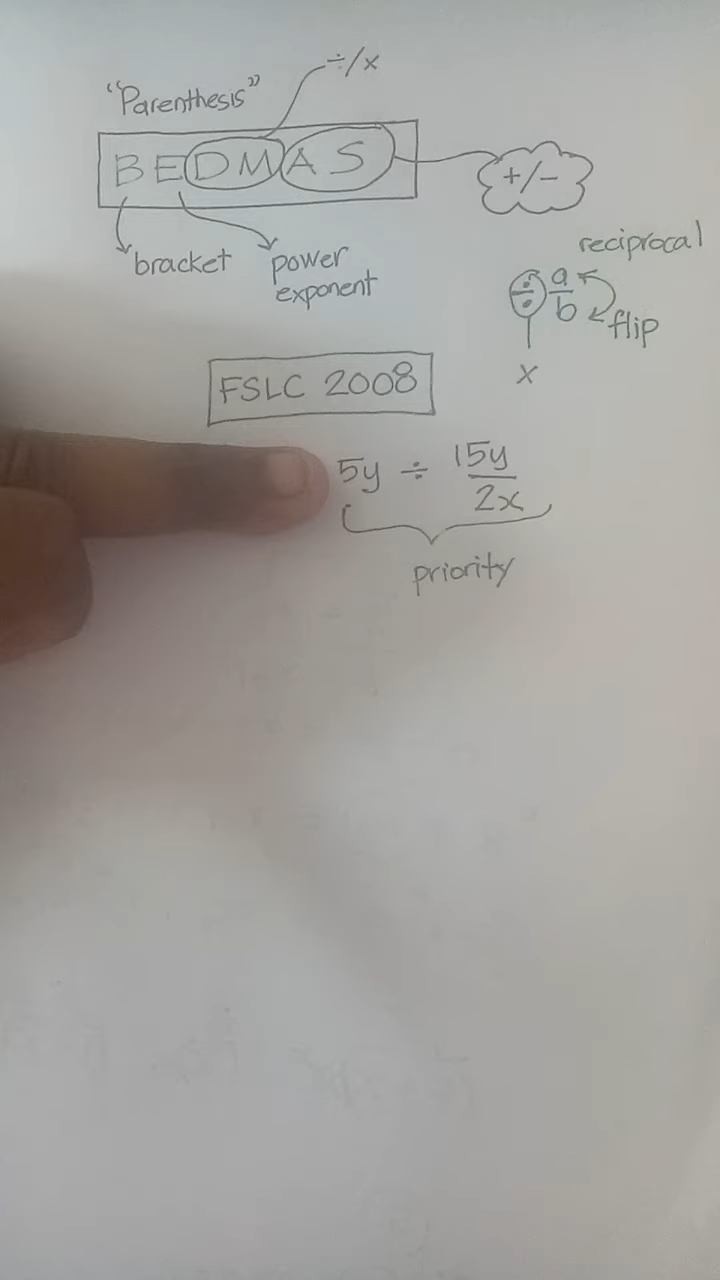 ÷/×
"Parenthesis"
BEDMAS
+/-
bracket
power
exponent
reciprocal
÷ a/b
flip
×
FSLC 2008
5y ÷ 15y/2x
priority